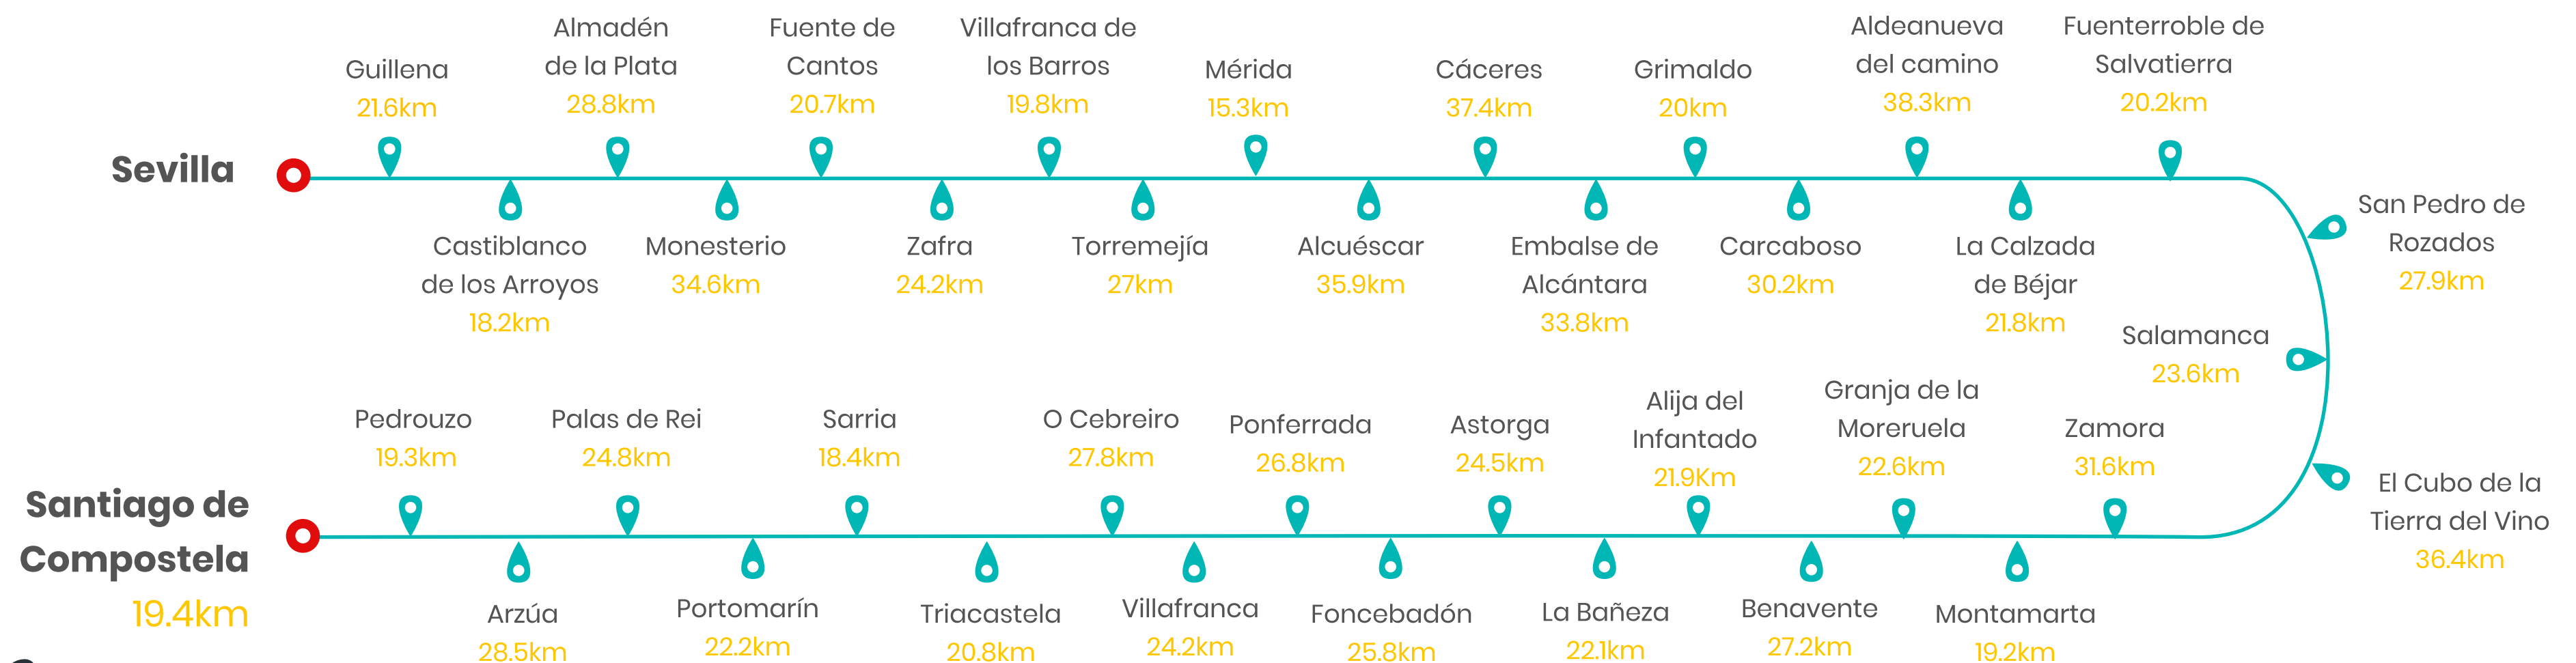 Sevilla
Guillena
21.6km
Castiblanco
de los Arroyos
18.2km
Almadén
de la Plata
28.8km
Monesterio
34.6km
Fuente de
Cantos
20.7km
Zafra
24.2km
Villafranca de
los Barros
19.8km
Torremejía
27km
Mérida
15.3km
Alcuéscar
35.9km
Cáceres
37.4km
Embalse de
Alcántara
33.8km
Grimaldo
20km
Carcaboso
30.2km
Aldeanueva
del camino
38.3km
La Calzada
de Béjar
21.8km
Fuenterroble de
Salvatierra
20.2km
San Pedro de
Rozados
27.9km
Salamanca
23.6km
El Cubo de la
Tierra del Vino
36.4km
Zamora
31.6km
Montamarta
19.2km
Granja de la
Moreruela
22.6km
Benavente
27.2km
Alija del
Infantado
21.9Km
La Bañeza
22.1km
Astorga
24.5km
Foncebadón
25.8km
Ponferrada
26.8km
Villafranca
24.2km
O Cebreiro
27.8km
Triacastela
20.8km
Sarria
18.4km
Portomarín
22.2km
Palas de Rei
24.8km
Arzúa
28.5km
Pedrouzo
19.3km
Santiago de
Compostela
19.4km